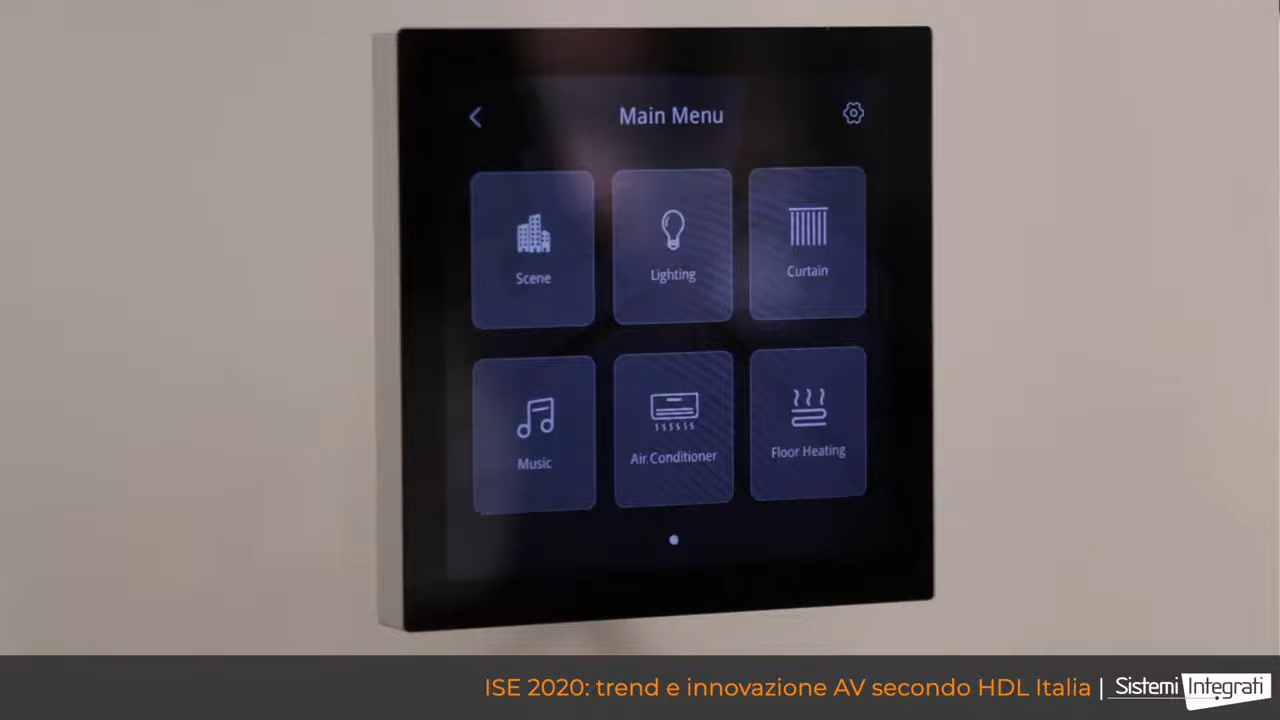 Main Menu
Scene
Lighting
Curtain
Music
Air Conditioner
Floor Heating
ISE 2020: trend e innovazione AV secondo HDL Italia | Sistemi Integrati